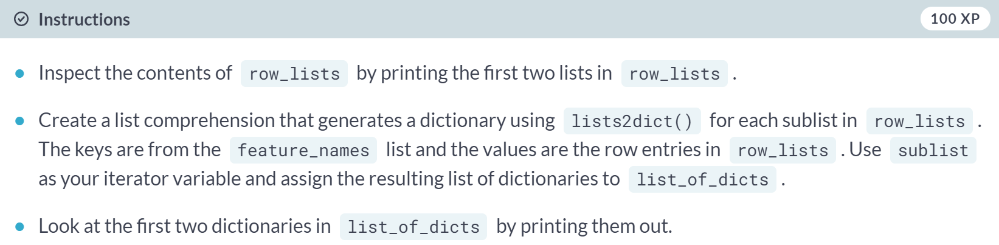 Instructions
100 XP
Inspect the contents of row_lists by printing the first two lists in row_lists .
Create a list comprehension that generates a dictionary using lists2dict() for each sublist in row_lists .
The keys are from the feature_names list and the values are the row entries in row_lists . Use sublist
as your iterator variable and assign the resulting list of dictionaries to list_of_dicts .
Look at the first two dictionaries in list_of_dicts by printing them out.